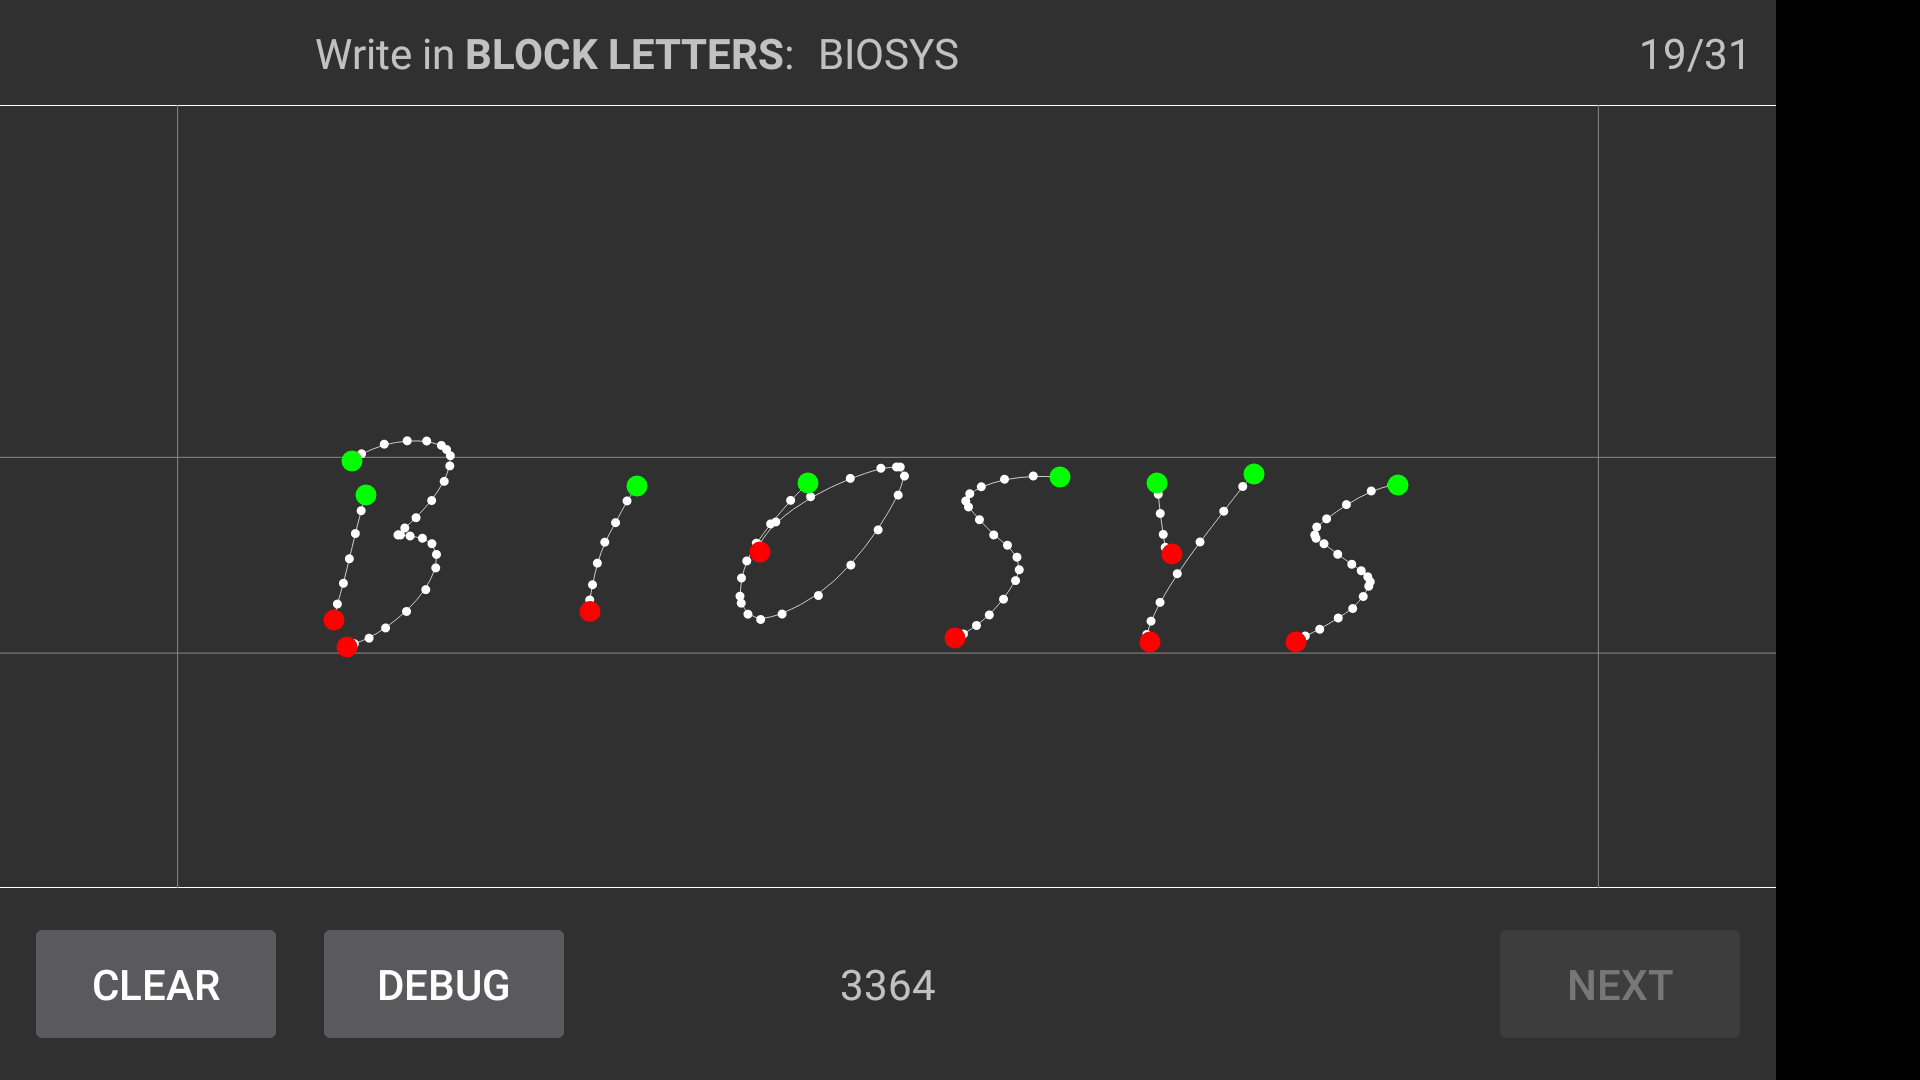 Write in BLOCK LETTERS: BIOSYS
19/31
BIOSYS
CLEAR
DEBUG
3364
NEXT